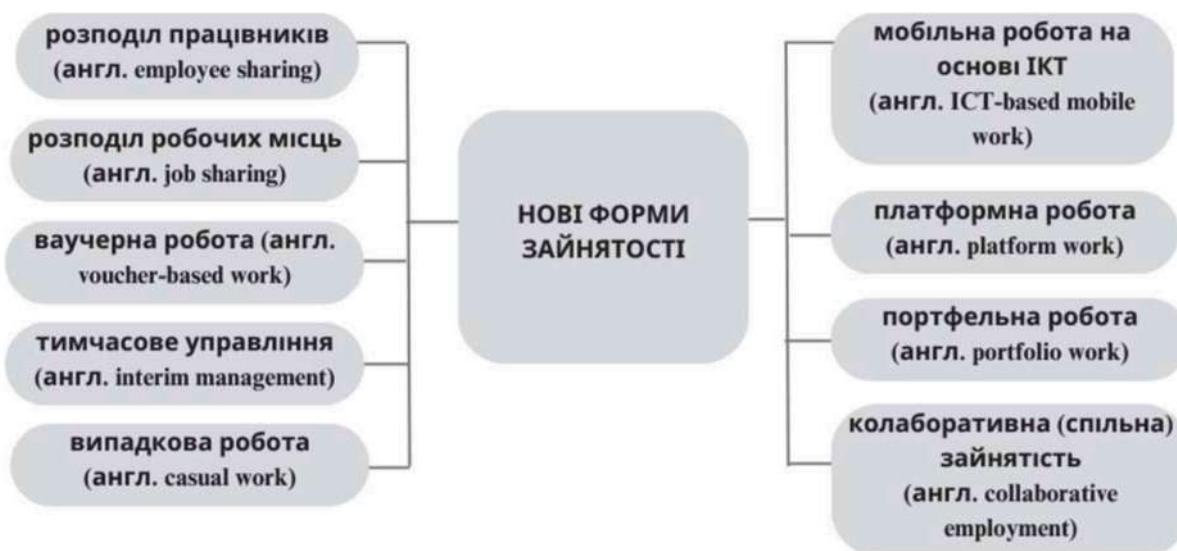 розподіл працівників
(англ. employee sharing)
розподіл робочих місць
(англ. job sharing)
ваучерна робота (англ.
voucher-based work)
тимчасове управління
(англ. interim management)
випадкова робота
(англ. casual work)
НОВІ ФОРМИ
ЗАЙНЯТОСТІ
мобільна робота на
основі ІКТ
(англ. ICT-based mobile
work)
платформна робота
(англ. platform work)
портфельна робота
(англ. portfolio work)
колаборативна (спільна)
зайнятість
(англ. collaborative
employment)